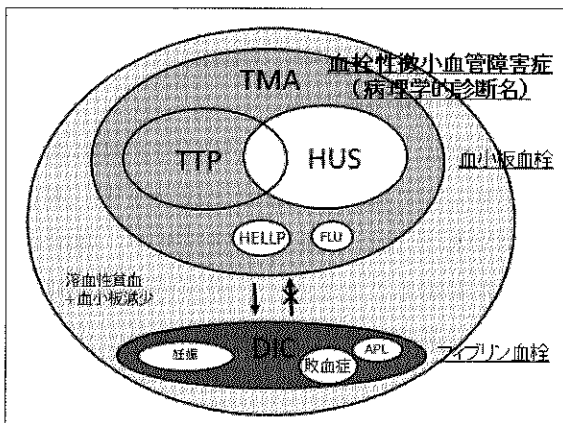 血栓性微小血管障害症
（病理学的診断名）
TMA
TTP
HUS
血小板血栓
HELLP
FLU
溶血性貧血
+血小板減少
DIC
妊娠
敗血症
APL
フィブリン血栓